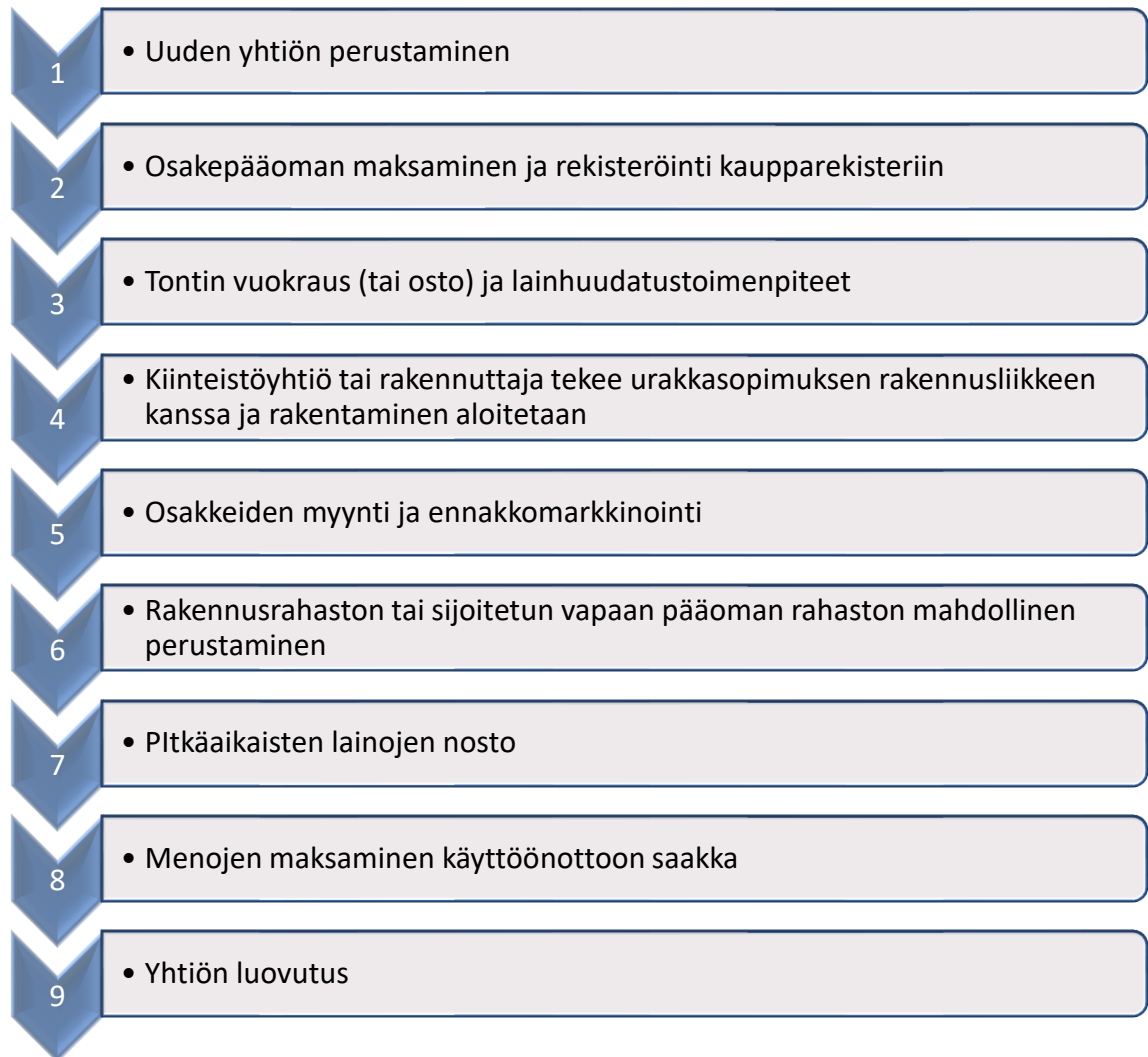 1
• Uuden yhtiön perustaminen
2
• Osakepääoman maksaminen ja rekisteröinti kaupparekisteriin
3
• Tontin vuokraus (tai osto) ja lainhuudatustoimenpiteet
4
• Kiinteistöyhtiö tai rakennuttaja tekee urakkasopimuksen rakennusliikkeen
kanssa ja rakentaminen aloitetaan
5
• Osakkeiden myynti ja ennakkomarkkinointi
6
• Rakennusrahaston tai sijoitetun vapaan pääoman rahaston mahdollinen
perustaminen
7
• PItkäaikaisten lainojen nosto
8
• Menojen maksaminen käyttöönottoon saakka
9
• Yhtiön luovutus